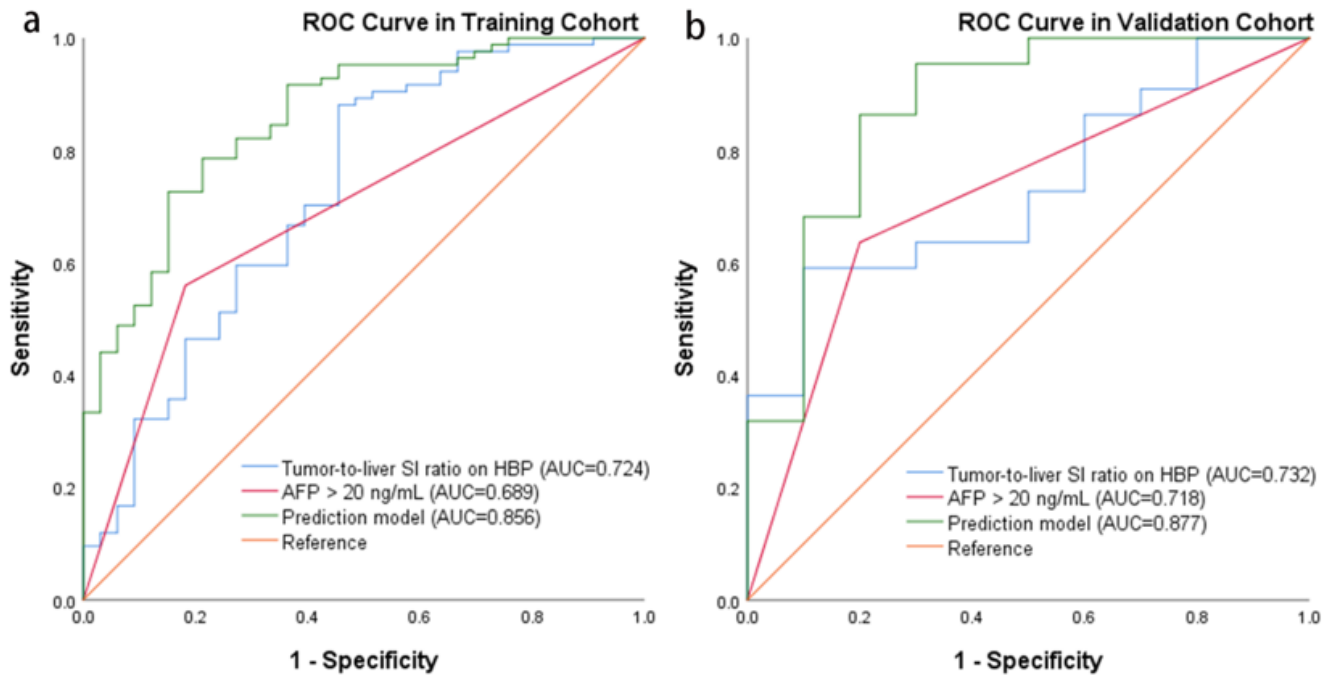 a
ROC Curve in Training Cohort
1.0
0.8
0.6
0.4
0.2
0.0
Sensitivity
Tumor-to-liver SI ratio on HBP (AUC=0.724)
AFP > 20 ng/mL (AUC=0.689)
Prediction model (AUC=0.856)
Reference
0.0 0.2 0.4 0.6 0.8 1.0
1 - Specificity
b
ROC Curve in Validation Cohort
1.0
0.8
0.6
0.4
0.2
0.0
Sensitivity
Tumor-to-liver SI ratio on HBP (AUC=0.732)
AFP > 20 ng/mL (AUC=0.718)
Prediction model (AUC=0.877)
Reference
0.0 0.2 0.4 0.6 0.8 1.0
1 - Specificity